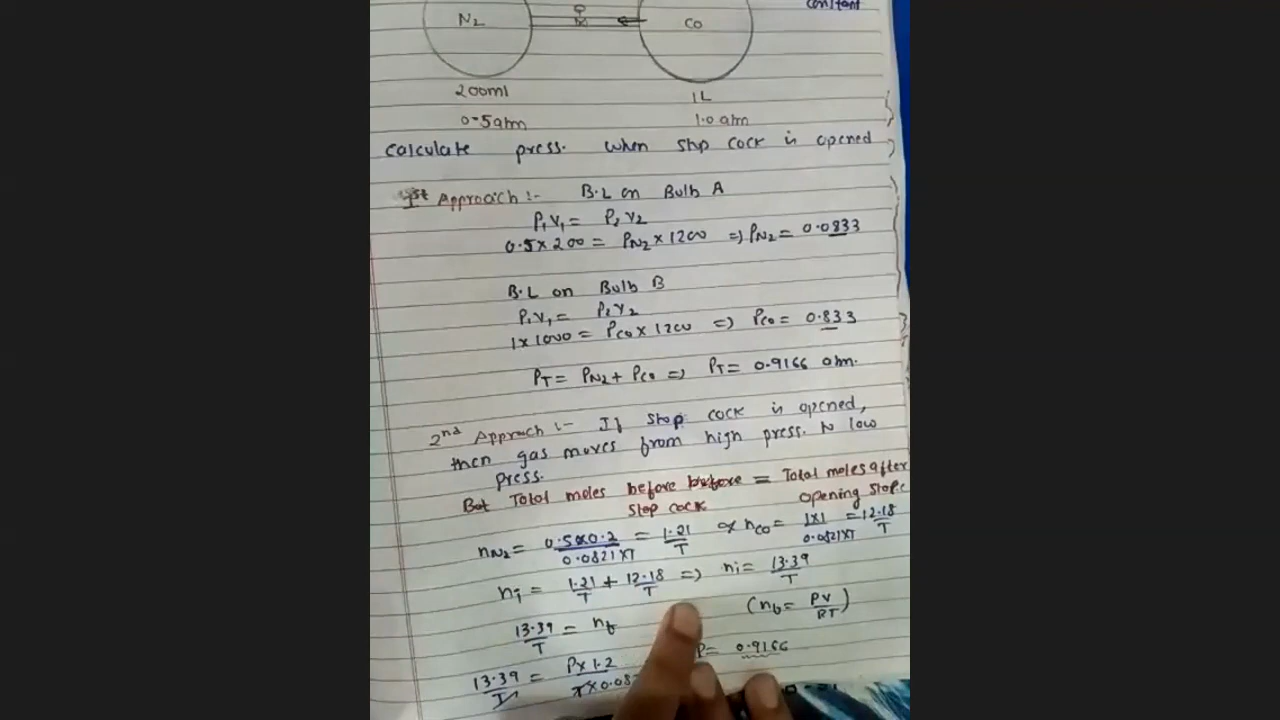 constant
N2
CO
200ml
1L
0.5atm
1.0 atm
calculate press. when stop cock is opened
1st Approach :- B.L on Bulb A
P1V1 = P2V2
0.5 x 200 = PN2 x 1200 => PN2 = 0.0833
B.L on Bulb B
P1V1 = P2V2
1 x 1000 = PCO x 1200 => PCO = 0.833
PT = PN2 + PCO => PT = 0.9166 atm.
2nd Approach :- If stop cock is opened,
then gas moves from high press. to low
press.
But Total moles before before = Total moles after
stop cock opening stop.c
nN2 = 0.5x0.2 / 0.0821xT = 1.21/T & nCO = 1x1 / 0.0821xT = 12.18/T
ni = 1.21/T + 12.18/T => ni = 13.39/T
13.39/T = nf (nf = PV/RT)
13.39/T = Px1.2 / Tx0.08 P = 0.9166